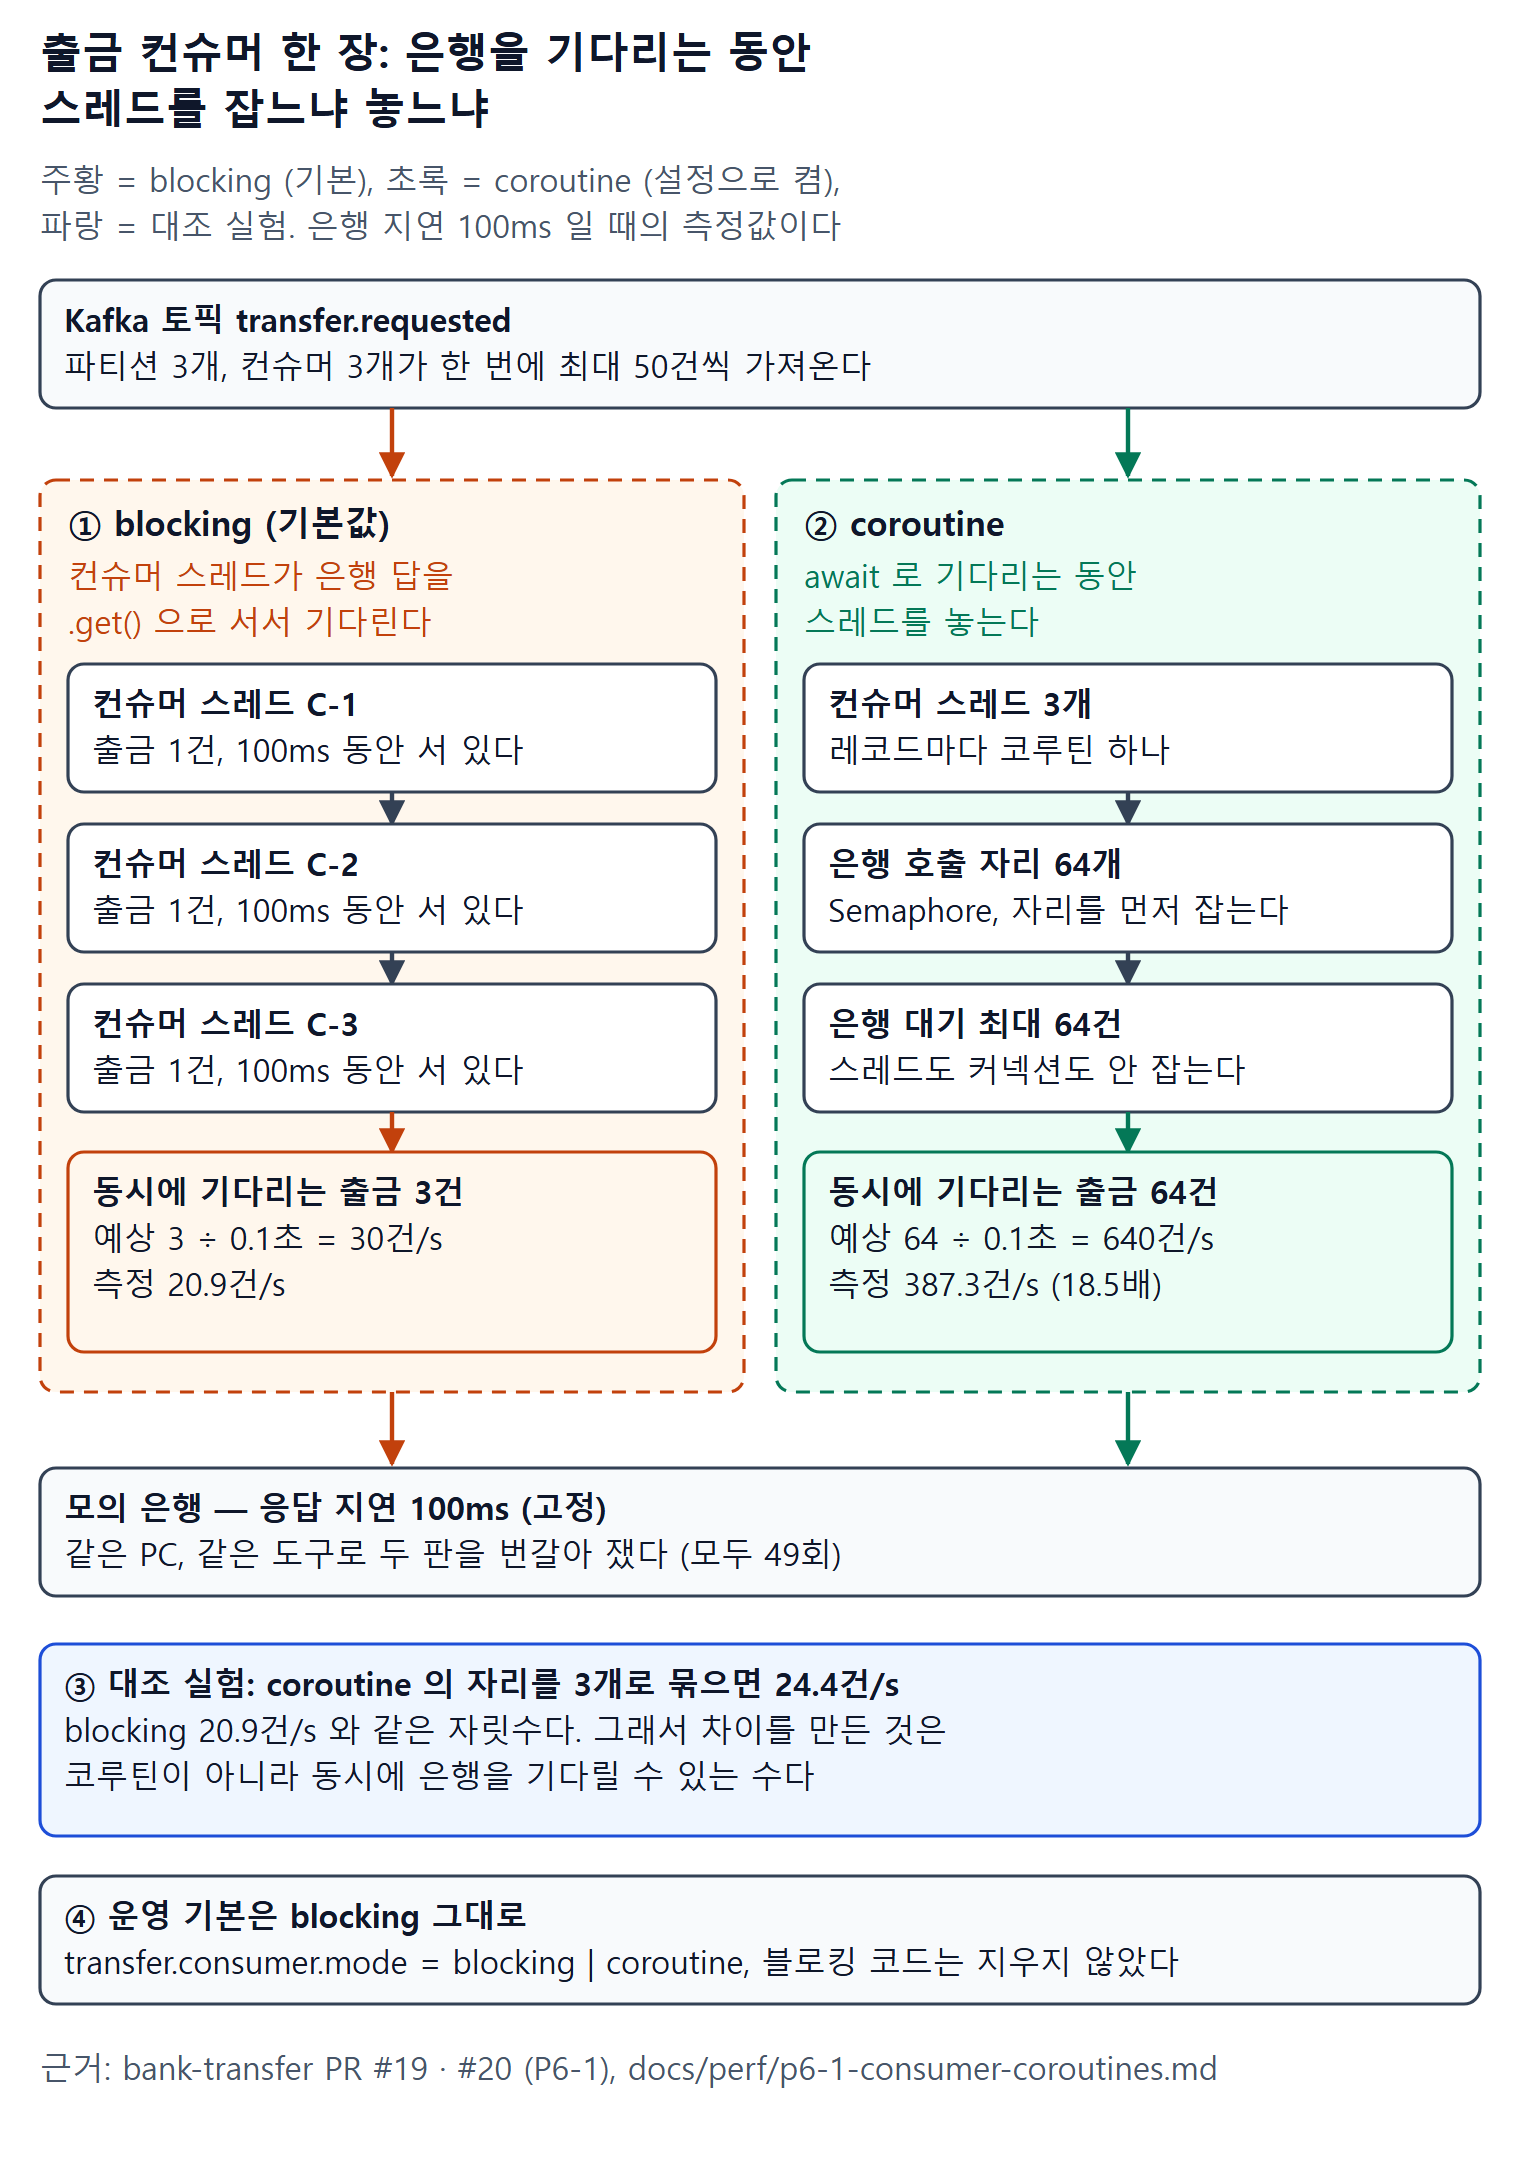 출금 컨슈머 한 장: 은행을 기다리는 동안
스레드를 잡느냐 놓느냐
주황 = blocking (기본), 초록 = coroutine (설정으로 켬),
파랑 = 대조 실험. 은행 지연 100ms 일 때의 측정값이다
Kafka 토픽 transfer.requested
파티션 3개, 컨슈머 3개가 한 번에 최대 50건씩 가져온다
① blocking (기본값)
컨슈머 스레드가 은행 답을
.get() 으로 서서 기다린다
컨슈머 스레드 C-1
출금 1건, 100ms 동안 서 있다
컨슈머 스레드 C-2
출금 1건, 100ms 동안 서 있다
컨슈머 스레드 C-3
출금 1건, 100ms 동안 서 있다
동시에 기다리는 출금 3건
예상 3 ÷ 0.1초 = 30건/s
측정 20.9건/s
② coroutine
await 로 기다리는 동안
스레드를 놓는다
컨슈머 스레드 3개
레코드마다 코루틴 하나
은행 호출 자리 64개
Semaphore, 자리를 먼저 잡는다
은행 대기 최대 64건
스레드도 커넥션도 안 잡는다
동시에 기다리는 출금 64건
예상 64 ÷ 0.1초 = 640건/s
측정 387.3건/s (18.5배)
모의 은행 — 응답 지연 100ms (고정)
같은 PC, 같은 도구로 두 판을 번갈아 쟀다 (모두 49회)
③ 대조 실험: coroutine 의 자리를 3개로 묶으면 24.4건/s
blocking 20.9건/s 와 같은 자릿수다. 그래서 차이를 만든 것은
코루틴이 아니라 동시에 은행을 기다릴 수 있는 수다
④ 운영 기본은 blocking 그대로
transfer.consumer.mode = blocking | coroutine, 블로킹 코드는 지우지 않았다
근거: bank-transfer PR #19 · #20 (P6-1), docs/perf/p6-1-consumer-coroutines.md